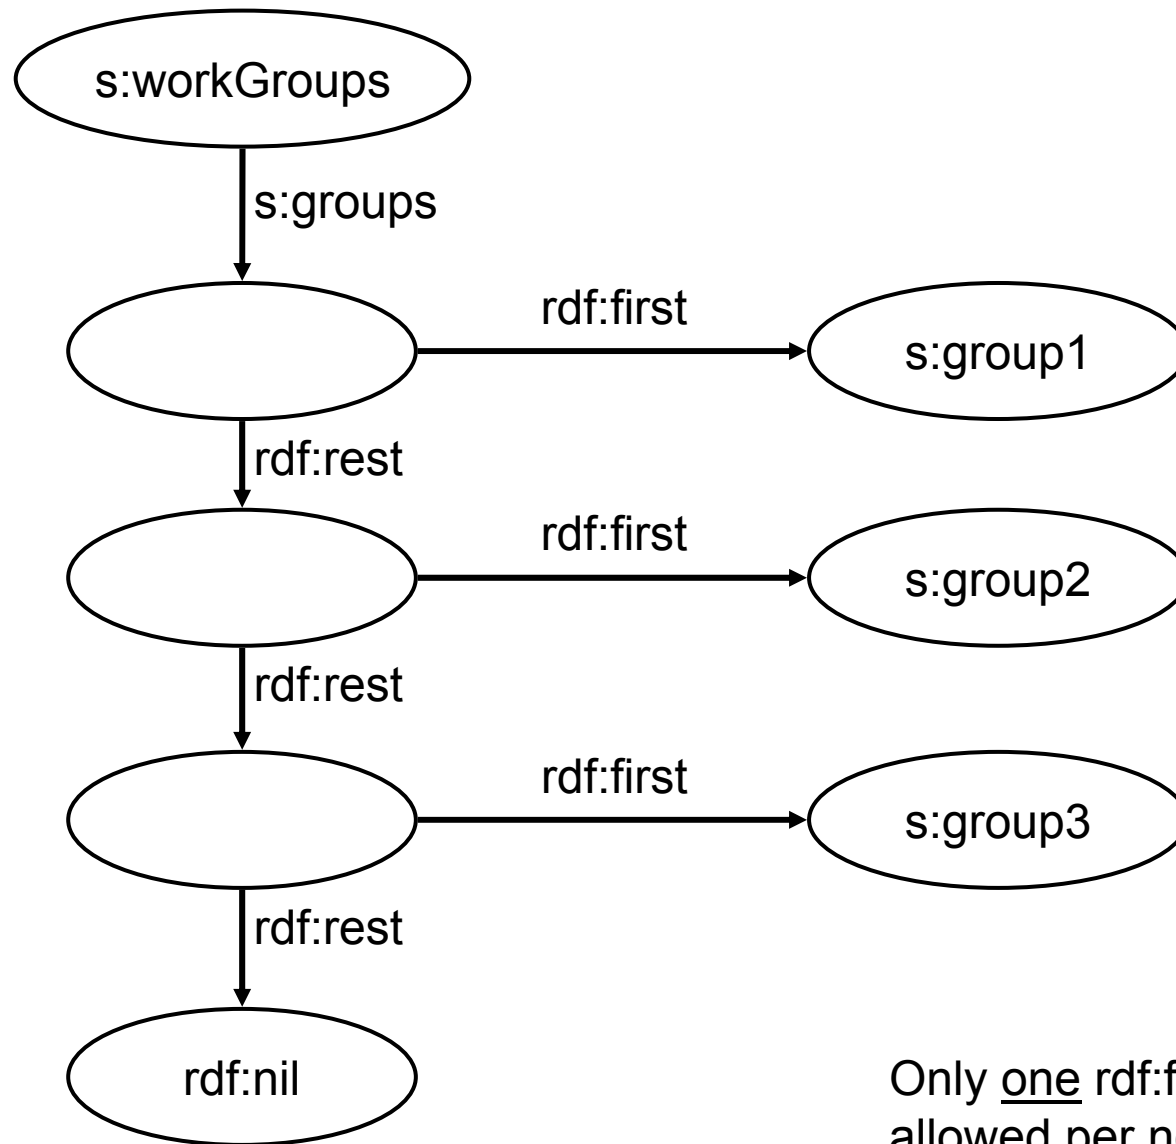 s:workGroups
s:groups
rdf:first
s:group1
rdf:rest
rdf:first
s:group2
rdf:rest
rdf:first
s:group3
rdf:rest
rdf:nil
Only one
allowed per